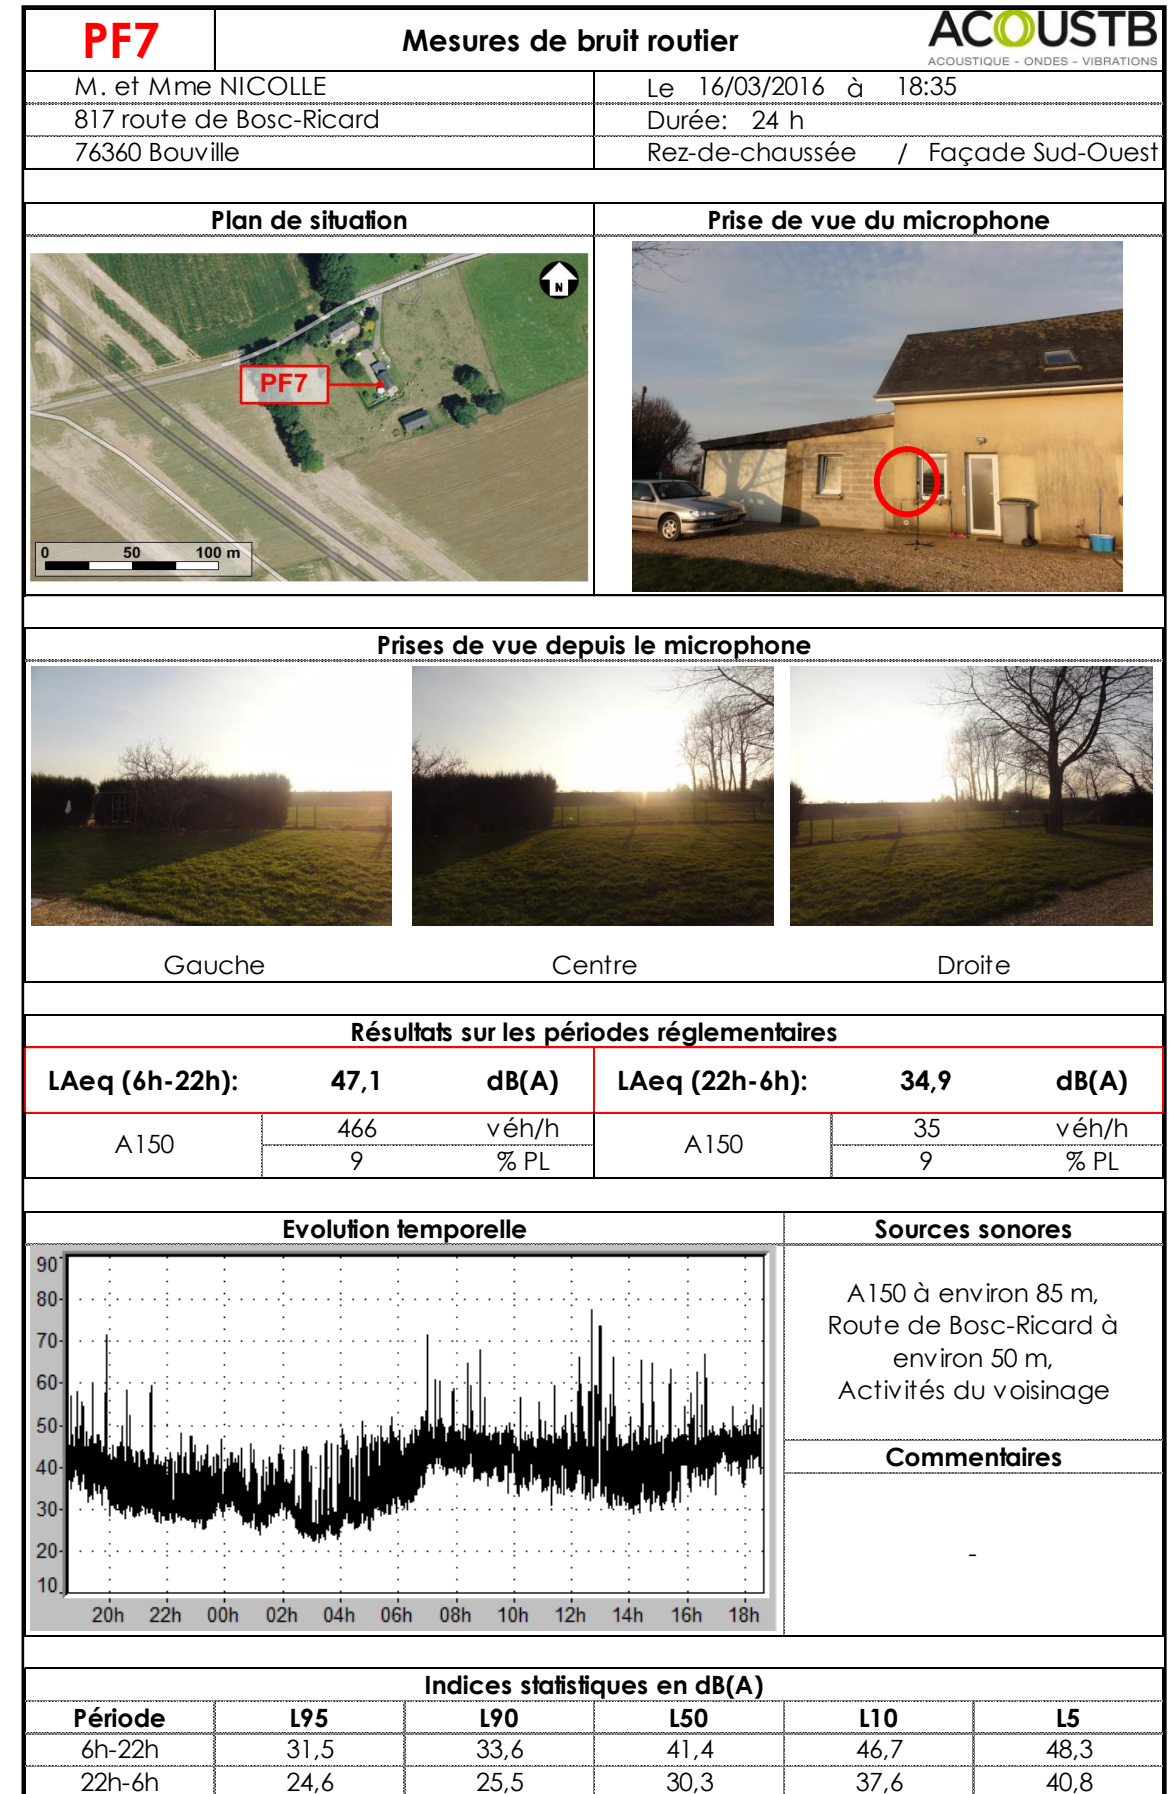 PF7
Mesures de bruit routier
ACOUSTB
ACOUSTIQUE - ONDES - VIBRATIONS
M. et Mme NICOLLE
Le 16/03/2016 à 18:35
817 route de Bosc-Ricard
Durée: 24 h
76360 Bouville
Rez-de-chaussée / Façade Sud-Ouest
Plan de situation
Prise de vue du microphone
N
PF7
0 50 100 m
Prises de vue depuis le microphone
Gauche
Centre
Droite
Résultats sur les périodes réglementaires
LAeq (6h-22h): 47,1 dB(A)
LAeq (22h-6h): 34,9 dB(A)
A150
466 véh/h
9 % PL
A150
35 véh/h
9 % PL
Evolution temporelle
Sources sonores
90
80
70
60
50
40
30
20
10
20h 22h 00h 02h 04h 06h 08h 10h 12h 14h 16h 18h
A150 à environ 85 m,
Route de Bosc-Ricard à
environ 50 m,
Activités du voisinage
Commentaires
-
Indices statistiques en dB(A)
Période L95 L90 L50 L10 L5
6h-22h 31,5 33,6 41,4 46,7 48,3
22h-6h 24,6 25,5 30,3 37,6 40,8